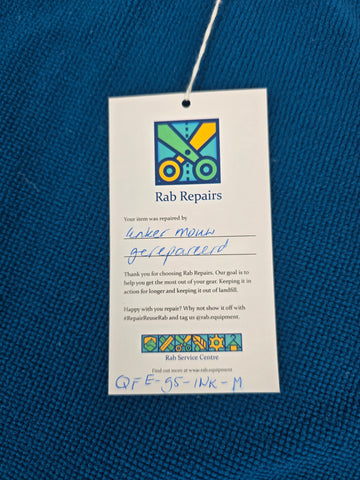 Rab Repairs
Your item was repaired by
linker mouw
gerepareerd
Thank you for choosing Rab Repairs. Our goal is to
help you get the most out of your gear. Keeping it in
action for longer and keeping it out of landfill.
Happy with you repair? Why not show it off with
#RepairReuseRab and tag us @rab.equipment.
Rab Service Centre
Find out more at www.rab.equipment
QFE-95-INK-M